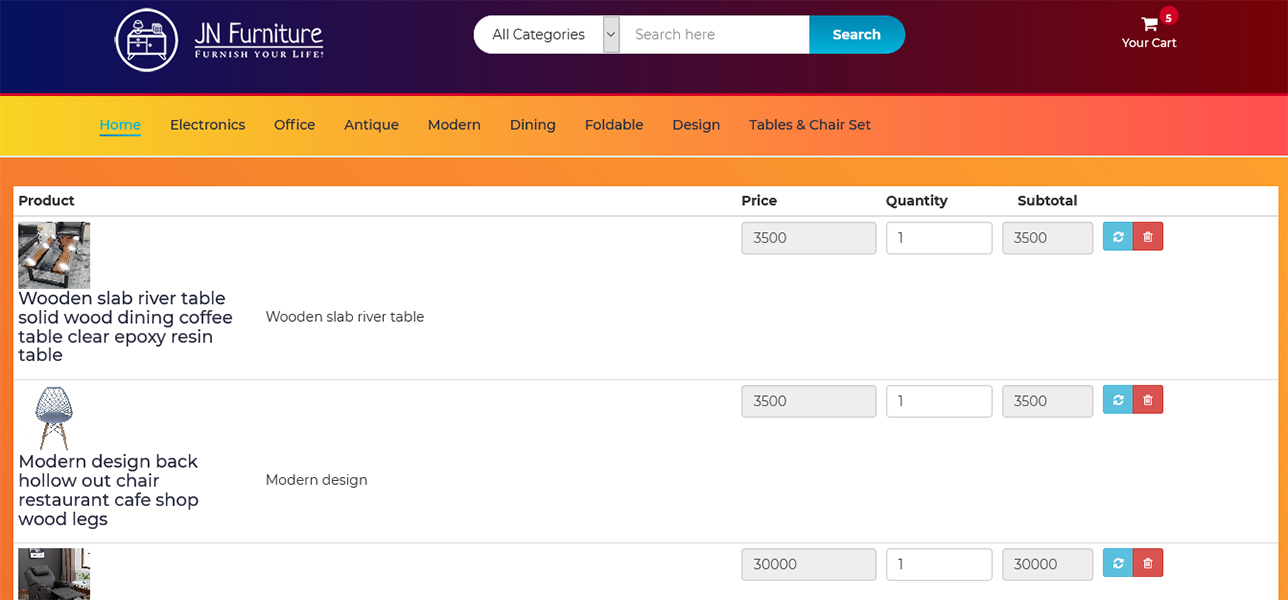 JN Furniture
FURNISH YOUR LIFE!
All Categories
Search here
Search
5
Your Cart
Home
Electronics
Office
Antique
Modern
Dining
Foldable
Design
Tables & Chair Set
Product
Price
Quantity
Subtotal
3500
1
3500
Wooden slab river table
solid wood dining coffee
table clear epoxy resin
table
Wooden slab river table
3500
1
3500
Modern design back
hollow out chair
restaurant cafe shop
wood legs
Modern design
30000
1
30000